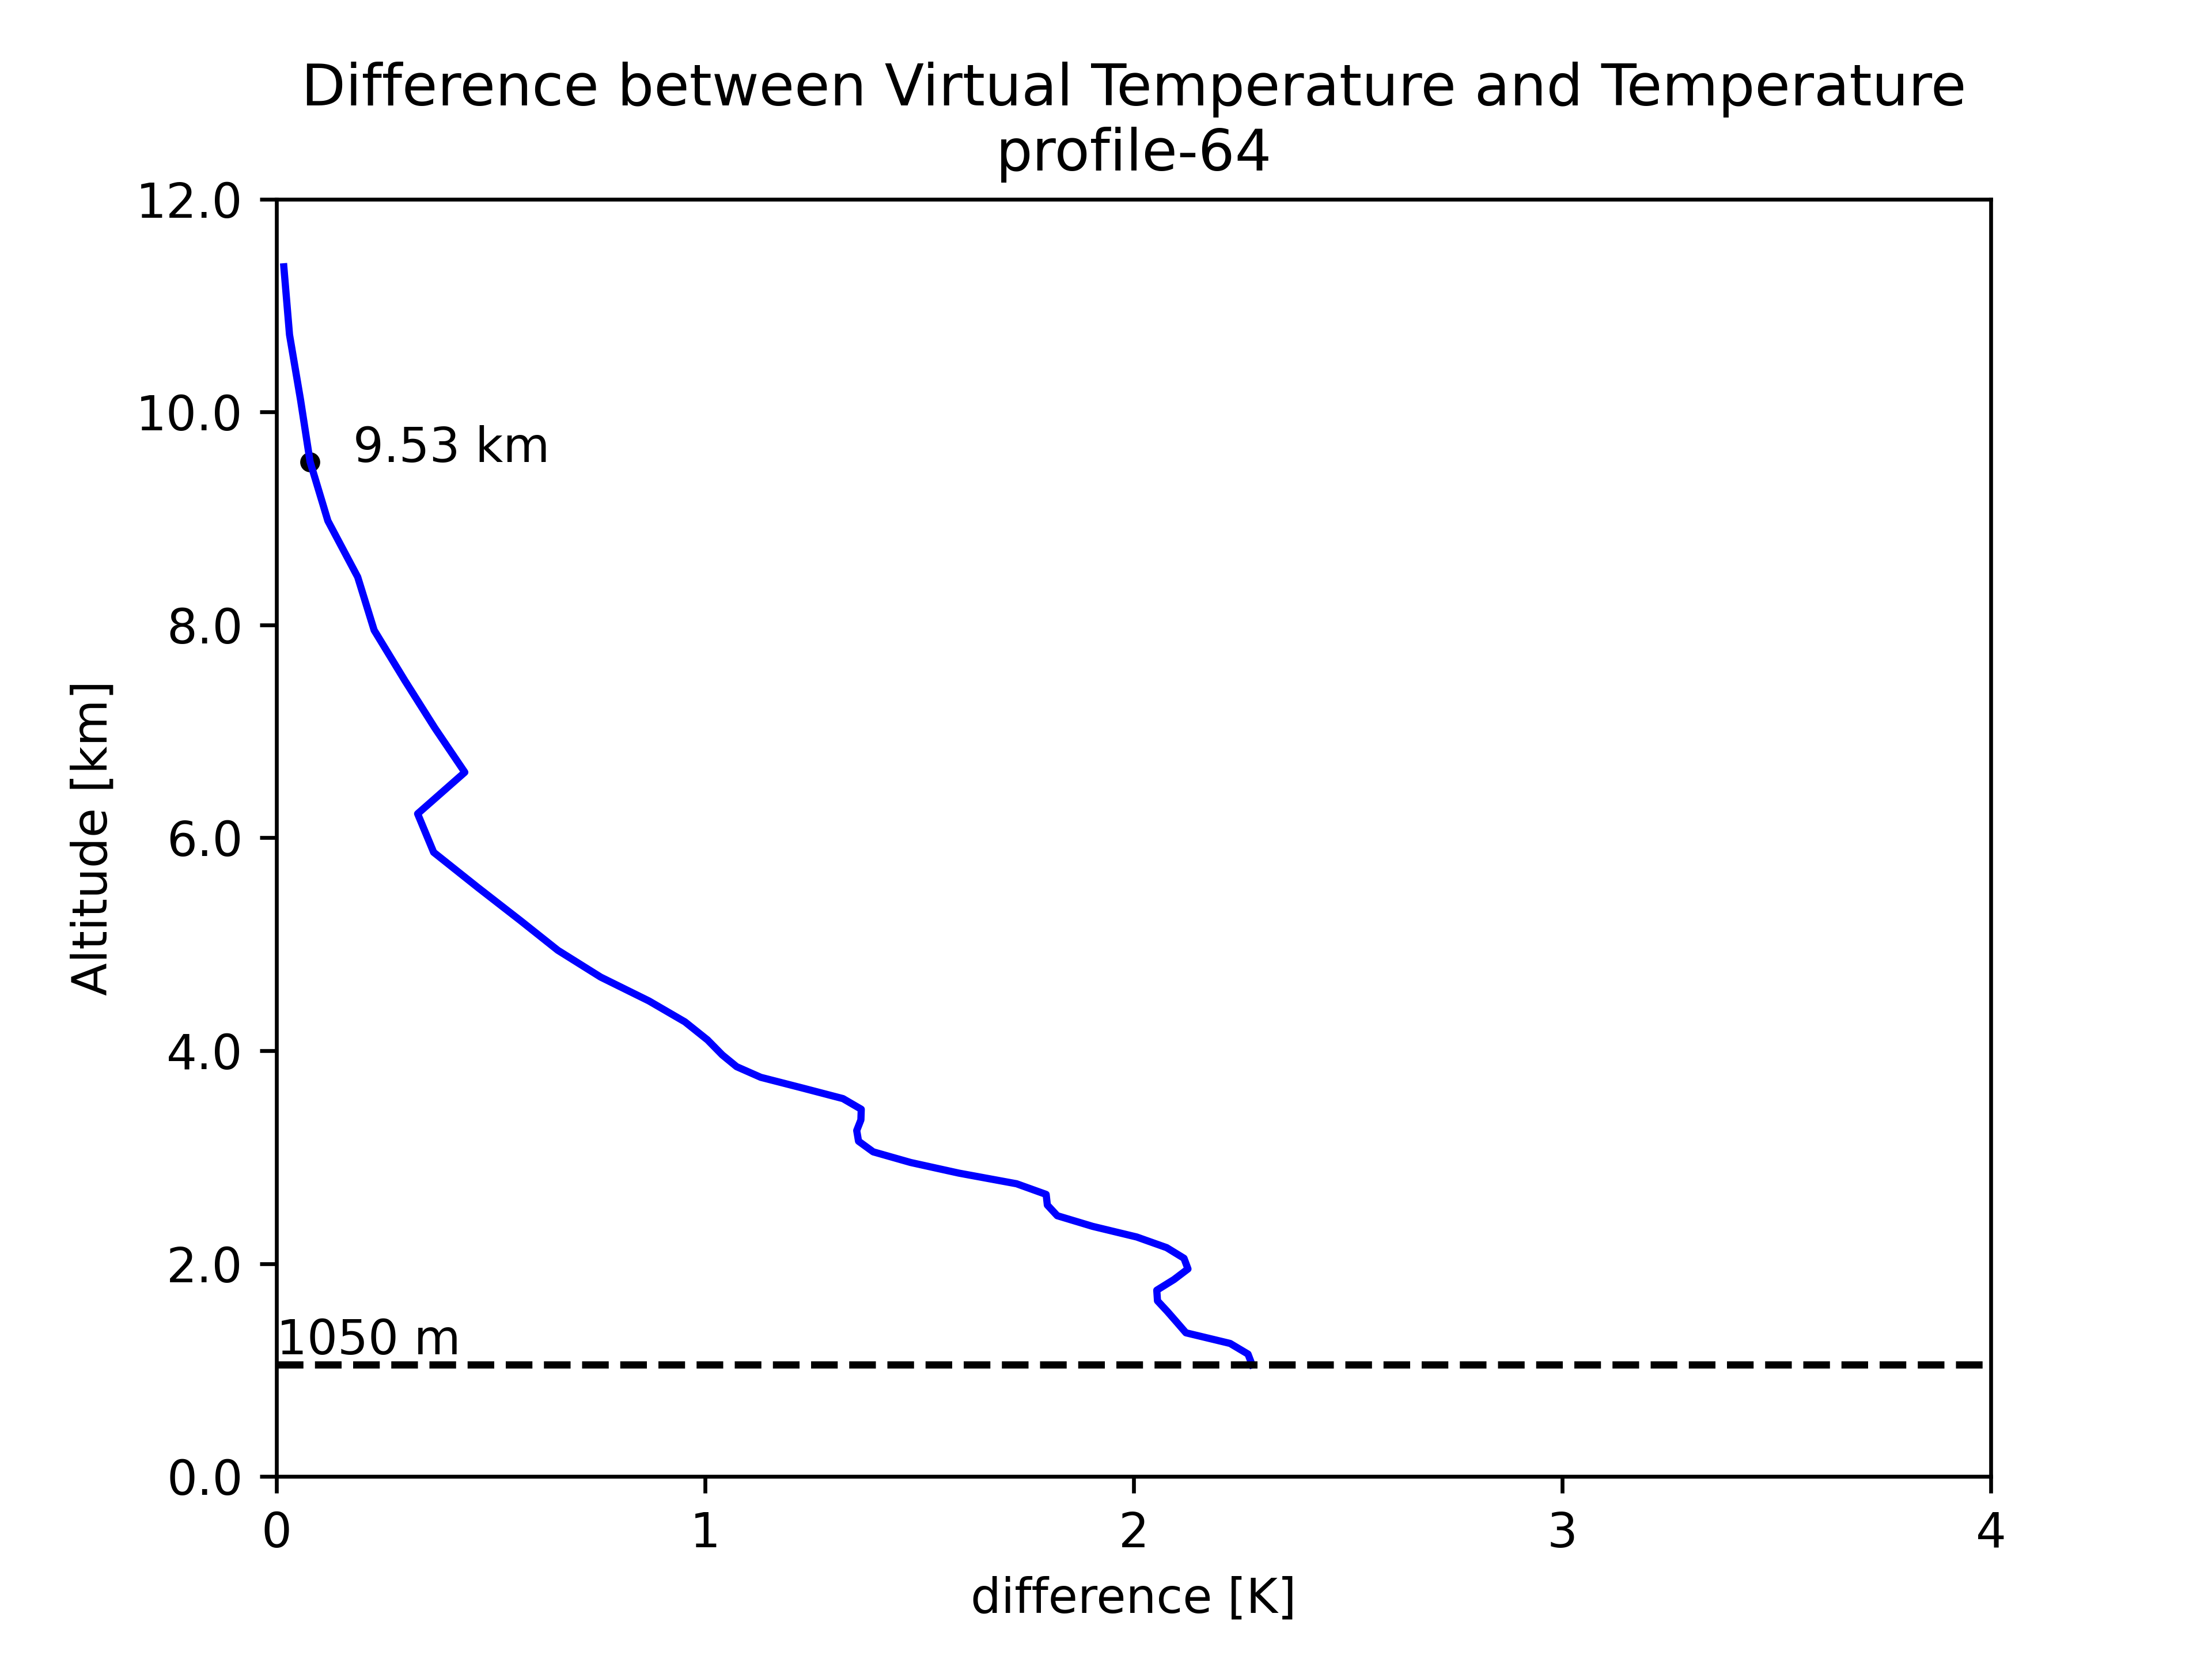 Difference between Virtual Temperature and Temperature
profile-64
12.0
10.0
9.53 km
8.0
Altitude [km]
6.0
4.0
2.0
1050 m
0.0
0 1 2 3 4
difference [K]